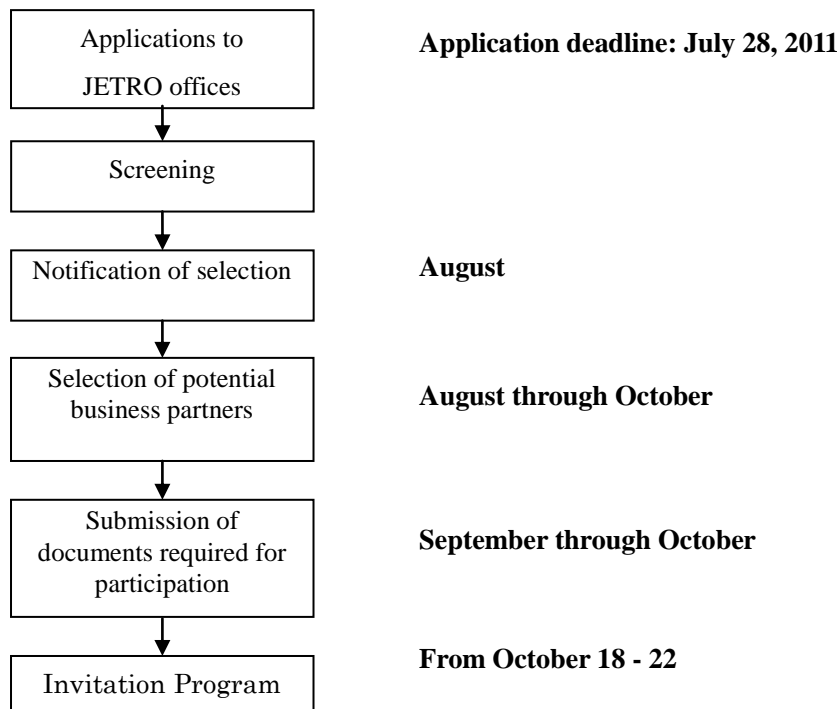 Applications to
JETRO offices
Application deadline: July 28, 2011
Screening
Notification of selection
August
Selection of potential
business partners
August through October
Submission of
documents required for
participation
September through October
Invitation Program
From October 18 - 22